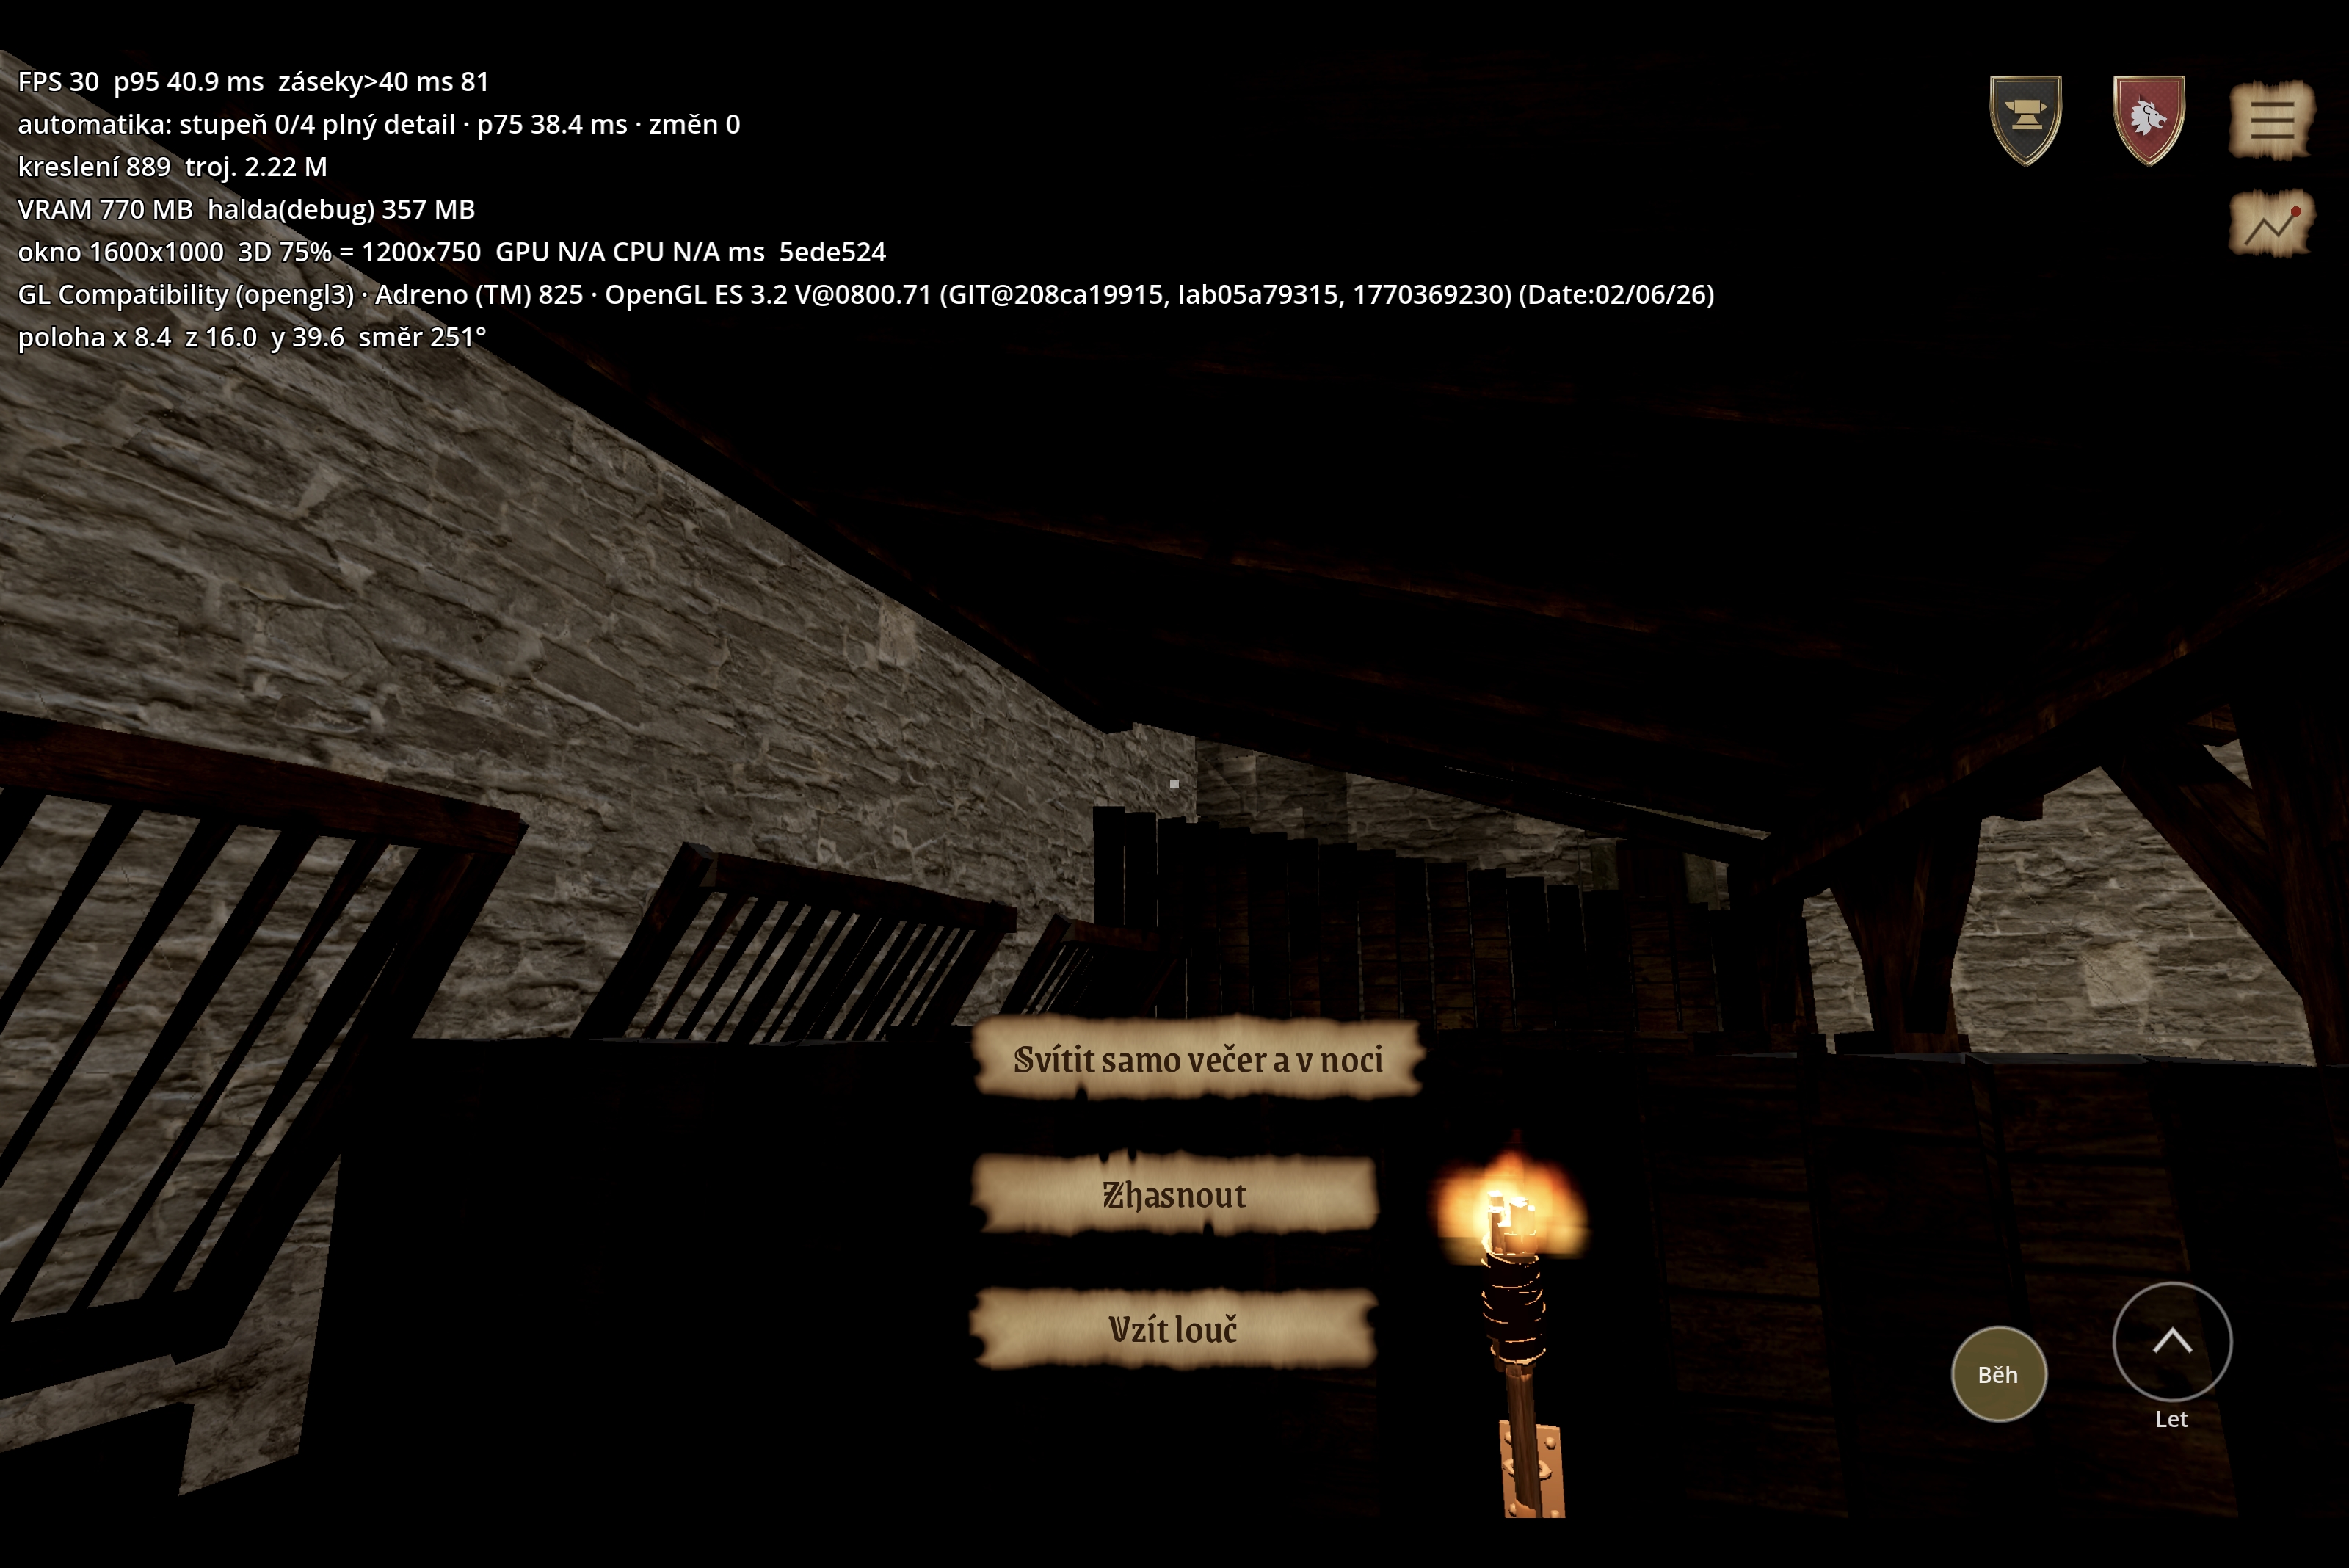 FPS 30  p95 40.9 ms  záseky>40 ms 81
automatika: stupeň 0/4 plný detail · p75 38.4 ms · změn 0
kreslení 889  troj. 2.22 M
VRAM 770 MB  halda(debug) 357 MB
okno 1600x1000  3D 75% = 1200x750  GPU N/A CPU N/A ms  5ede524
GL Compatibility (opengl3) · Adreno (TM) 825 · OpenGL ES 3.2 V@0800.71 (GIT@208ca19915, Iab05a79315, 1770369230) (Date:02/06/26)
poloha x 8.4  z 16.0  y 39.6  směr 251°
Svítit samo večer a v noci
Zhasnout
Vzít louč
Běh
Let